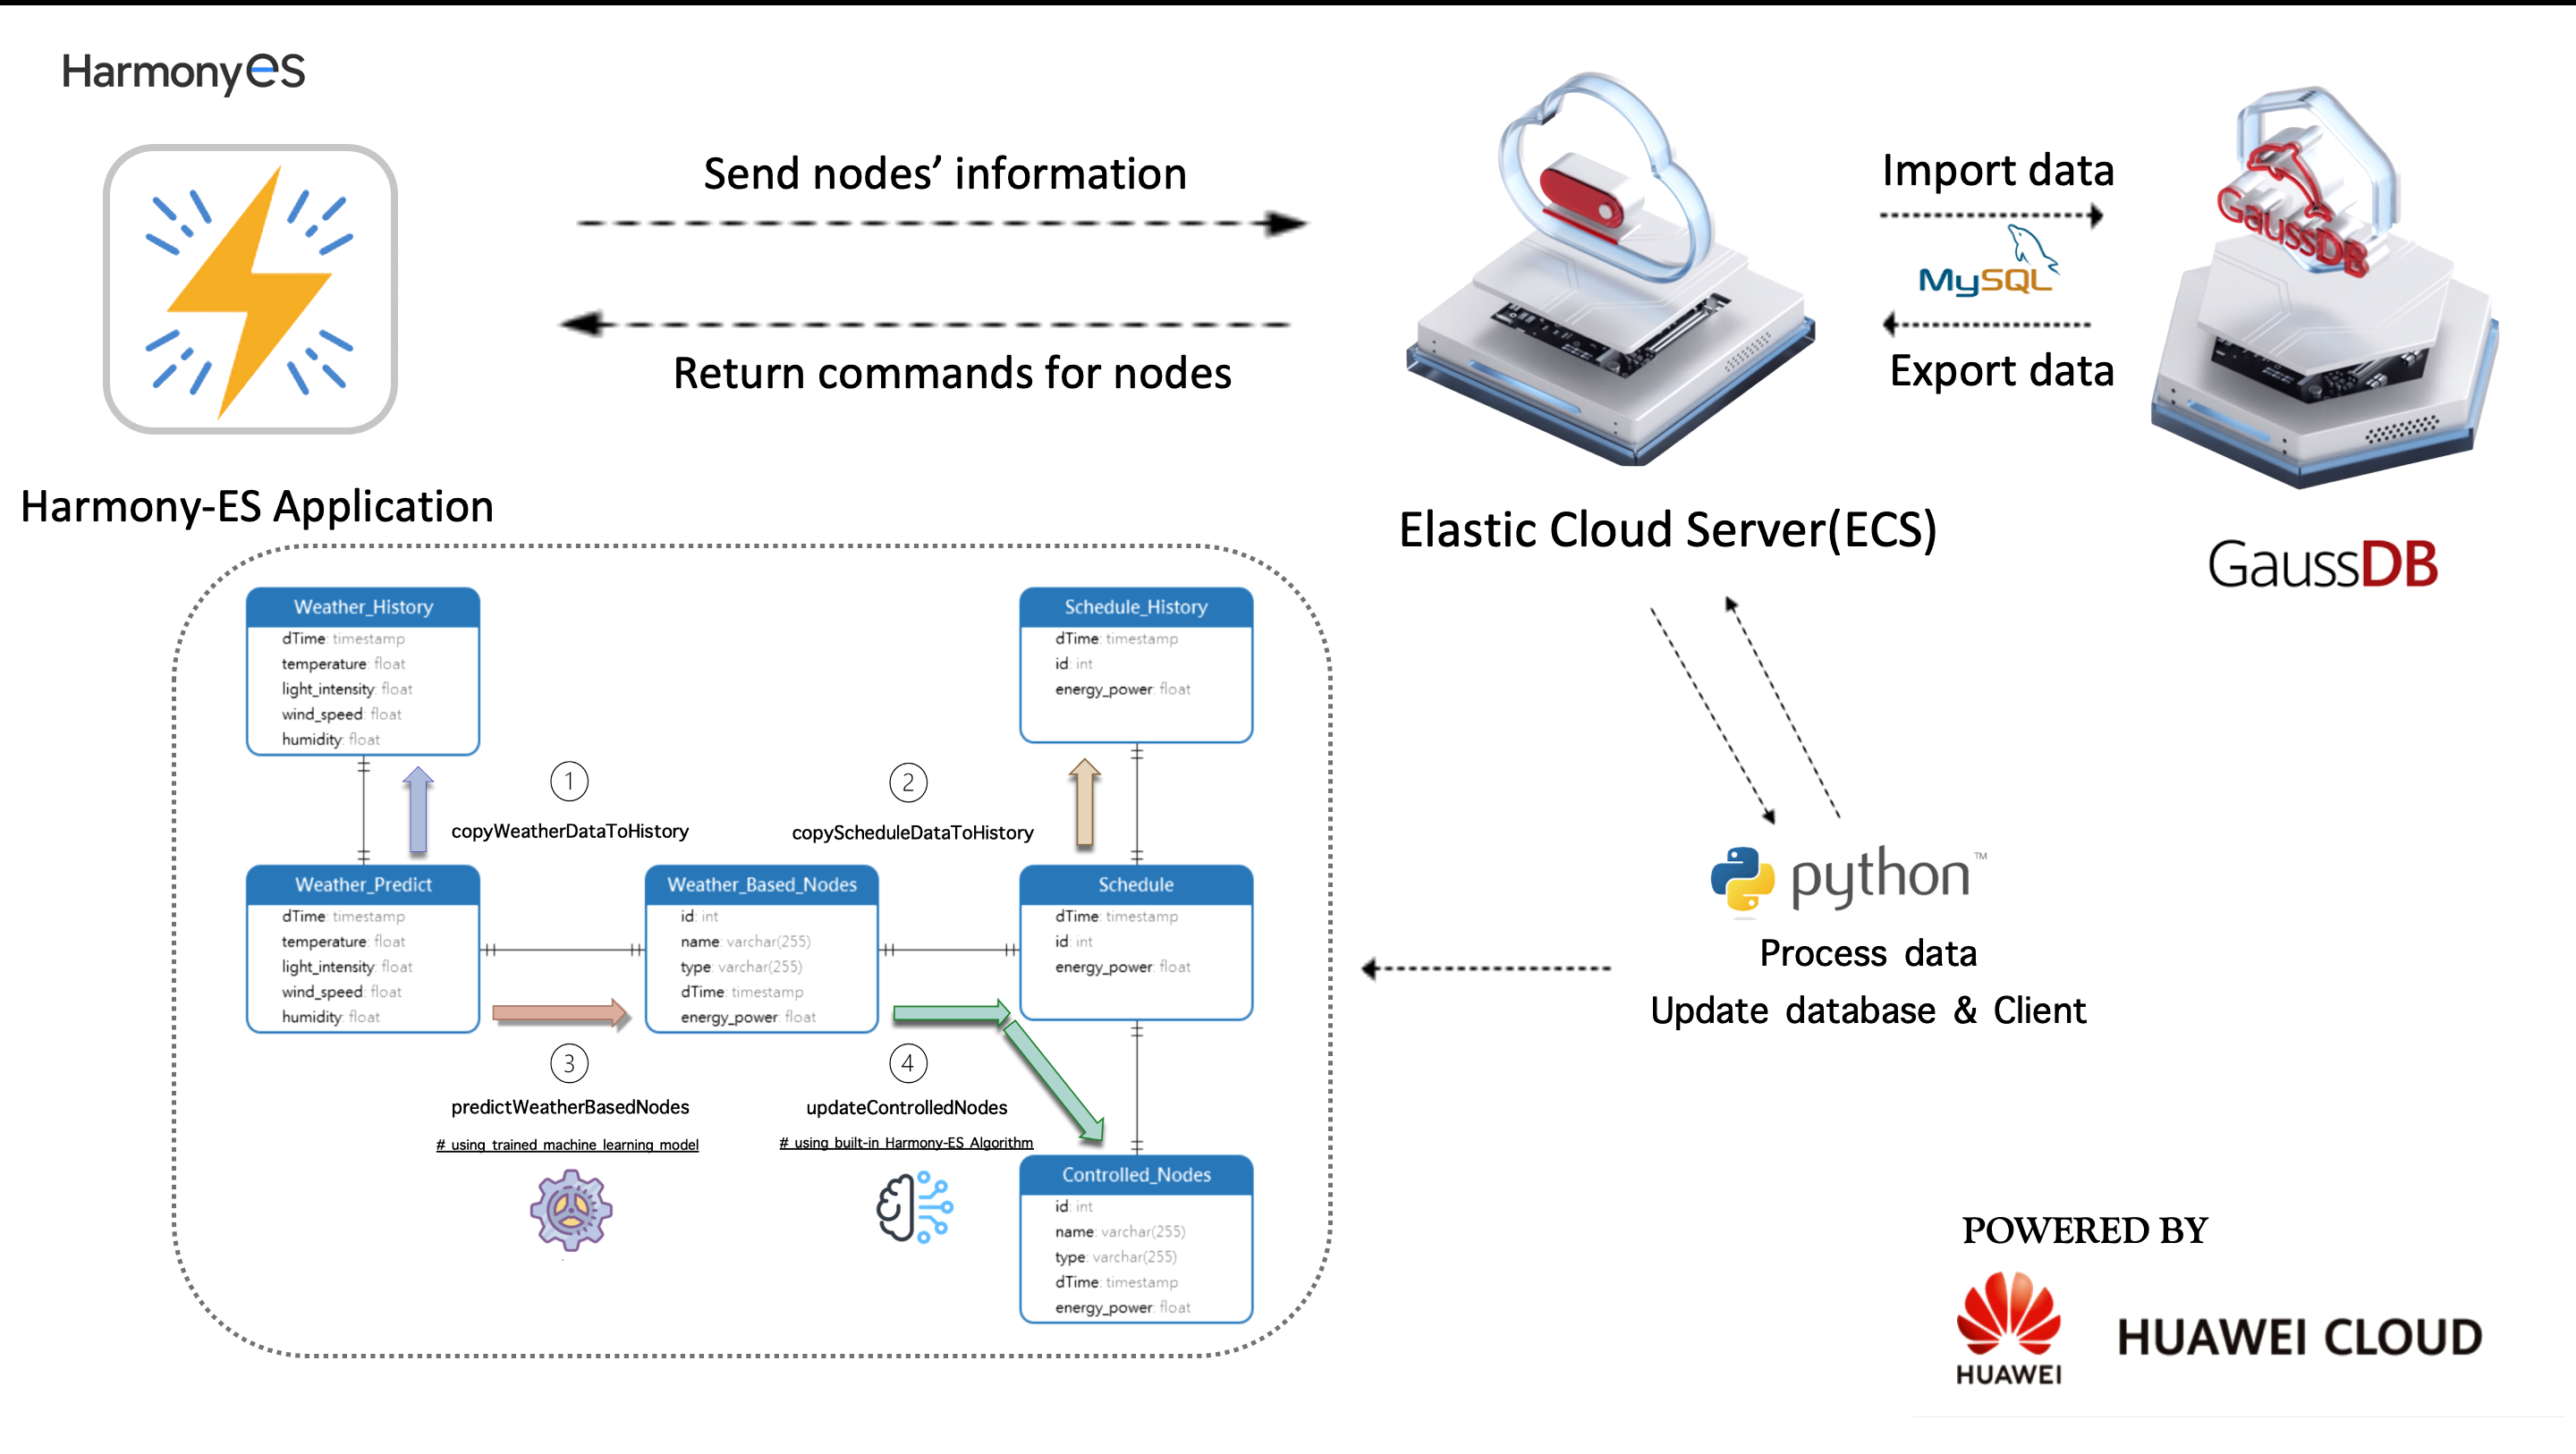 HarmonyeS
Send nodes’ information
Return commands for nodes
Import data
MySQL
Export data
GaussDB
Harmony-ES Application
Elastic Cloud Server(ECS)
GaussDB
Weather_History
dTime: timestamp
temperature: float
light_intensity: float
wind_speed: float
humidity: float
Schedule_History
dTime: timestamp
id: int
energy_power: float
1
copyWeatherDataToHistory
2
copyScheduleDataToHistory
Weather_Predict
dTime: timestamp
temperature: float
light_intensity: float
wind_speed: float
humidity: float
Weather_Based_Nodes
id: int
name: varchar(255)
type: varchar(255)
dTime: timestamp
energy_power: float
Schedule
dTime: timestamp
id: int
energy_power: float
3
predictWeatherBasedNodes
# using trained machine learning model
4
updateControlledNodes
# using built-in Harmony-ES Algorithm
Controlled_Nodes
id: int
name: varchar(255)
type: varchar(255)
dTime: timestamp
energy_power: float
python™
Process data
Update database & Client
POWERED BY
HUAWEI
HUAWEI CLOUD